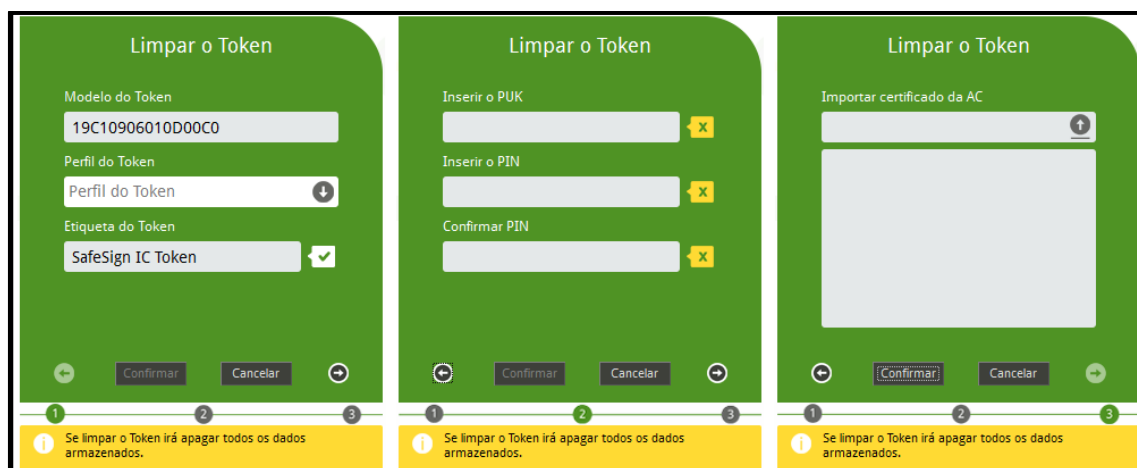 Limpar o Token
Modelo do Token
19C10906010D00C0
Perfil do Token
Perfil do Token
Etiqueta do Token
SafeSign IC Token
Confirmar
Cancelar
1
2
3
Se limpar o Token irá apagar todos os dados
armazenados.
Limpar o Token
Inserir o PUK
X
Inserir o PIN
X
Confirmar PIN
X
Confirmar
Cancelar
1
2
3
Se limpar o Token irá apagar todos os dados
armazenados.
Limpar o Token
Importar certificado da AC
Confirmar
Cancelar
1
2
3
Se limpar o Token irá apagar todos os dados
armazenados.